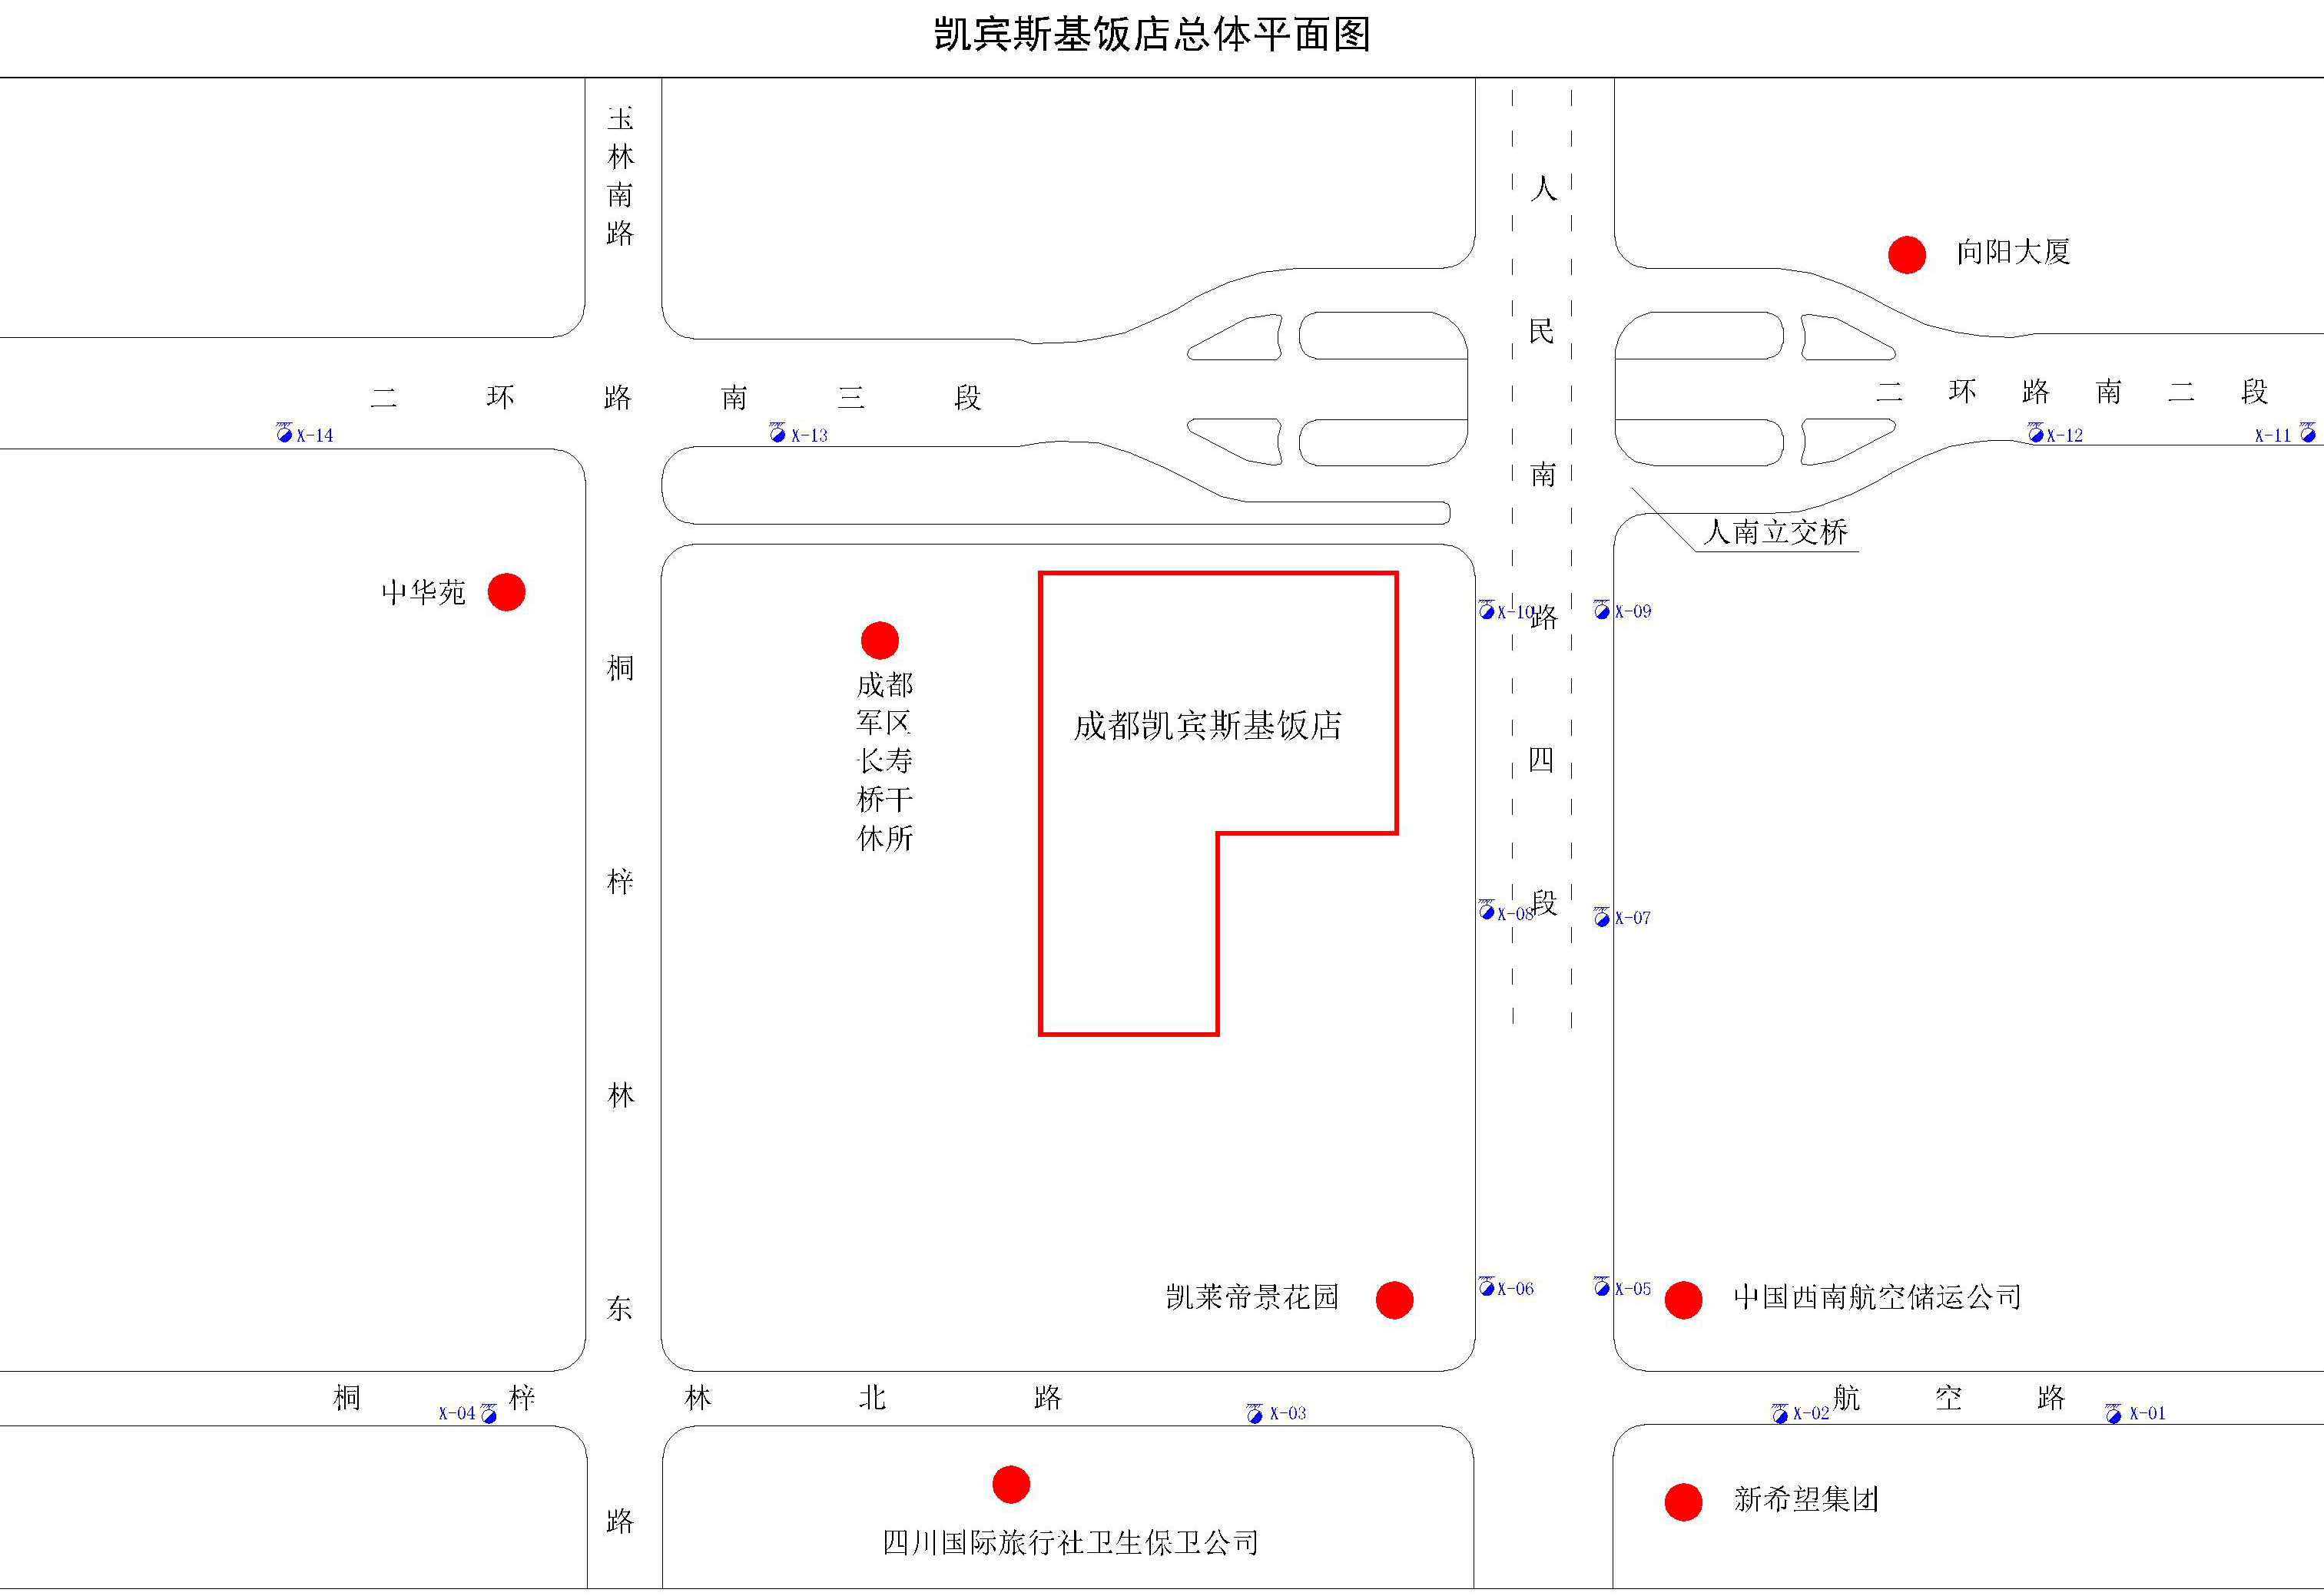 凯宾斯基饭店总体平面图
玉林南路
人民南路四段
向阳大厦
二环路南三段
二环路南二段
X-14
X-13
X-12
X-11
人南立交桥
中华苑
X-10
X-09
成都
军区
长寿
桥干
休所
成都凯宾斯基饭店
桐梓林东路
X-08
X-07
凯莱帝景花园
X-06
X-05
中国西南航空储运公司
桐梓林北路
航空路
X-04
X-03
X-02
X-01
新希望集团
四川国际旅行社卫生保卫公司